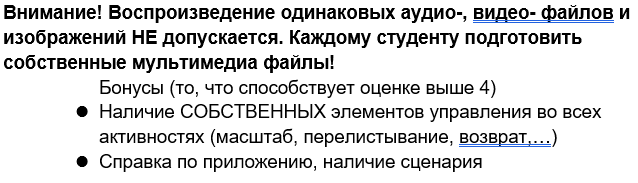 Внимание! Воспроизведение одинаковых аудио-, видео- файлов и
изображений НЕ допускается. Каждому студенту подготовить
собственные мультимедиа файлы!
Бонусы (то, что способствует оценке выше 4)
● Наличие СОБСТВЕННЫХ элементов управления во всех
активностях (масштаб, перелистывание, возврат,…)
● Справка по приложению, наличие сценария